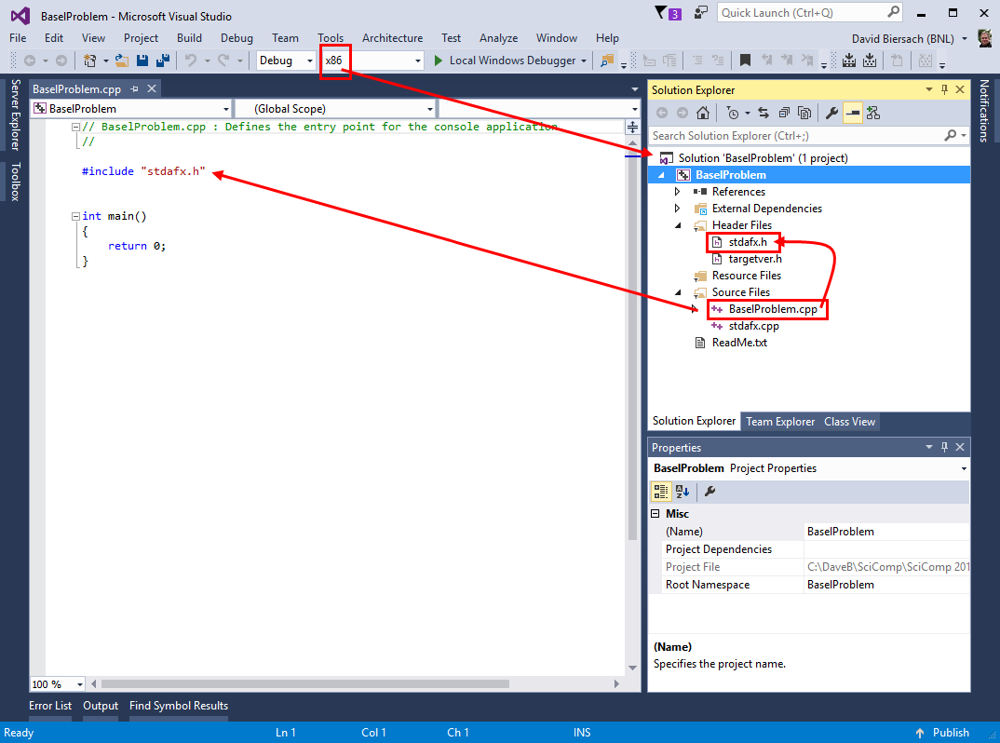 BaselProblem - Microsoft Visual Studio
3
Quick Launch (Ctrl+Q)
File Edit View Project Build Debug Team Tools Architecture Test Analyze Window Help
David Biersach (BNL)
Debug x86 Local Windows Debugger
Server Explorer
Toolbox
BaselProblem.cpp
BaselProblem (Global Scope)
// BaselProblem.cpp : Defines the entry point for the console application.
//
#include "stdafx.h"
int main()
{
return 0;
}
100 %
Solution Explorer
Search Solution Explorer (Ctrl+;)
Solution 'BaselProblem' (1 project)
BaselProblem
References
External Dependencies
Header Files
stdafx.h
targetver.h
Resource Files
Source Files
BaselProblem.cpp
stdafx.cpp
ReadMe.txt
Solution Explorer Team Explorer Class View
Properties
BaselProblem Project Properties
Misc
(Name) BaselProblem
Project Dependencies
Project File C:\DaveB\SciComp\SciComp 201
Root Namespace BaselProblem
(Name)
Specifies the project name.
Notifications
Error List Output Find Symbol Results
Ready Ln 1 Col 1 Ch 1 INS Publish